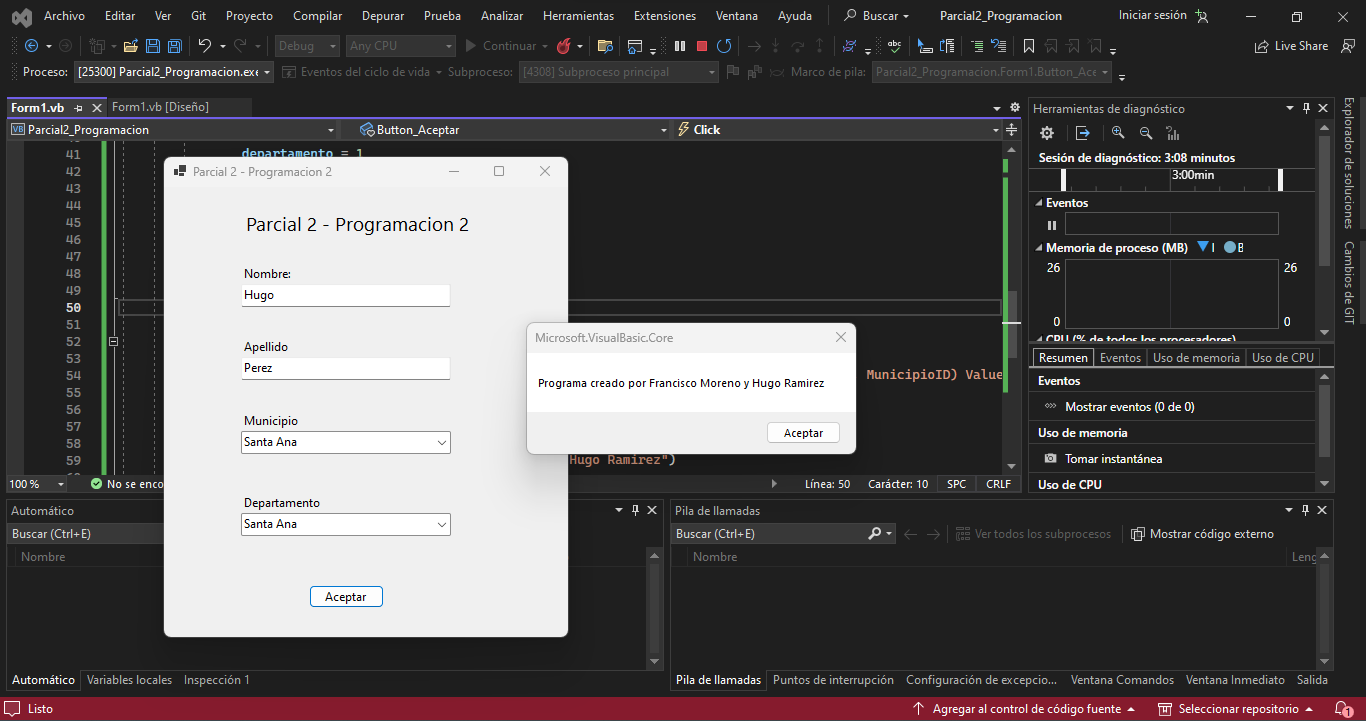 Archivo Editar Ver Git Proyecto Compilar Depurar Prueba Analizar Herramientas Extensiones Ventana Ayuda Buscar Parcial2_Programacion Iniciar sesión
Debug Any CPU Continuar Live Share
Proceso: [25300] Parcial2_Programacion.exe Eventos del ciclo de vida Subproceso: [4308] Subproceso principal Marco de pila: Parcial2_Programacion.Form1.Button_Ace
Form1.vb Form1.vb [Diseño]
Parcial2_Programacion Button_Aceptar Click
41 departamento = 1
42
43
44
45
46
47
48
49
50
51
52
53
54 MunicipioID) Value
55
56
57
58
59 Hugo Ramirez")
100 % No se enco Línea: 50 Carácter: 10 SPC CRLF
Parcial 2 - Programacion 2
Parcial 2 - Programacion 2
Nombre:
Hugo
Apellido
Perez
Municipio
Santa Ana
Departamento
Santa Ana
Aceptar
Microsoft.VisualBasic.Core
Programa creado por Francisco Moreno y Hugo Ramirez
Aceptar
Herramientas de diagnóstico
Sesión de diagnóstico: 3:08 minutos
3:00min
Eventos
Memoria de proceso (MB) I B
26 26
0 0
CPU (% de todos los procesadores)
Resumen Eventos Uso de memoria Uso de CPU
Eventos
Mostrar eventos (0 de 0)
Uso de memoria
Tomar instantánea
Uso de CPU
Explorador de soluciones
Cambios de GIT
Automático
Buscar (Ctrl+E)
Nombre
Automático Variables locales Inspección 1
Pila de llamadas
Buscar (Ctrl+E) Ver todos los subprocesos Mostrar código externo
Nombre Leng
Pila de llamadas Puntos de interrupción Configuración de excepcio... Ventana Comandos Ventana Inmediato Salida
Listo Agregar al control de código fuente Seleccionar repositorio 1